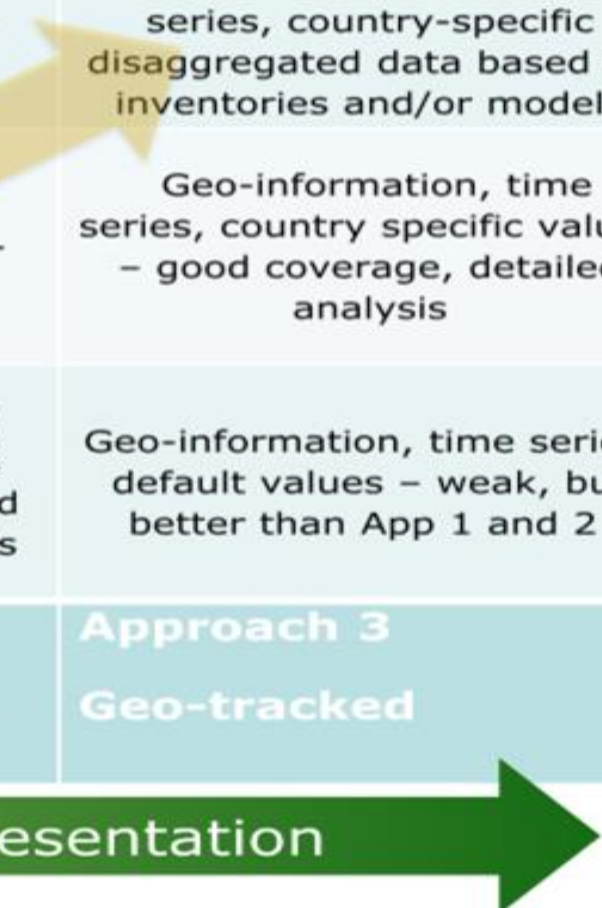 series, country-specific
disaggregated data based
inventories and/or model
Geo-information, time
series, country specific valu
– good coverage, detailed
analysis
Geo-information, time serie
default values – weak, bu
better than App 1 and 2
d
s
Approach 3
Geo-tracked
esentation